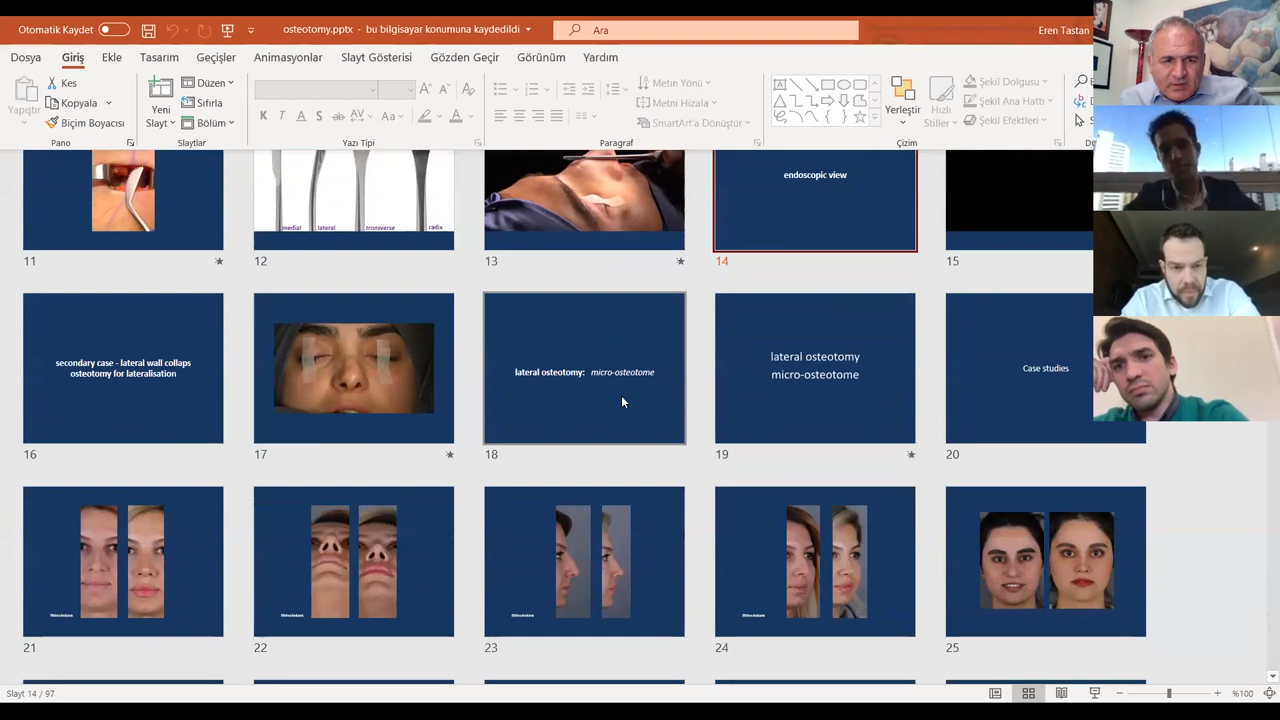 Otomatik Kaydet
osteotomy.pptx - bu bilgisayar konumuna kaydedildi
Ara
Eren Tastan
Dosya
Giriş
Ekle
Tasarım
Geçişler
Animasyonlar
Slayt Gösterisi
Gözden Geçir
Görünüm
Yardım
Yapıştır
Kes
Kopyala
Biçim Boyacısı
Yeni
Slayt
Düzen
Sıfırla
Bölüm
K
T
S
Aa
Metin Yönü
Metni Hizala
SmartArt'a Dönüştür
Yerleştir
Hızlı
Stiller
Şekil Dolgusu
Şekil Ana Hattı
Şekil Efektleri
Pano
Slaytlar
Yazı Tipi
Paragraf
Çizim
medial
lateral
transverse
radix
endoscopic view
11
12
13
14
15
secondary case - lateral wall collaps
osteotomy for lateralisation
lateral osteotomy: micro-osteotome
lateral osteotomy
micro-osteotome
Case studies
16
17
18
19
20
21
22
23
24
25
Slayt 14 / 97
%100